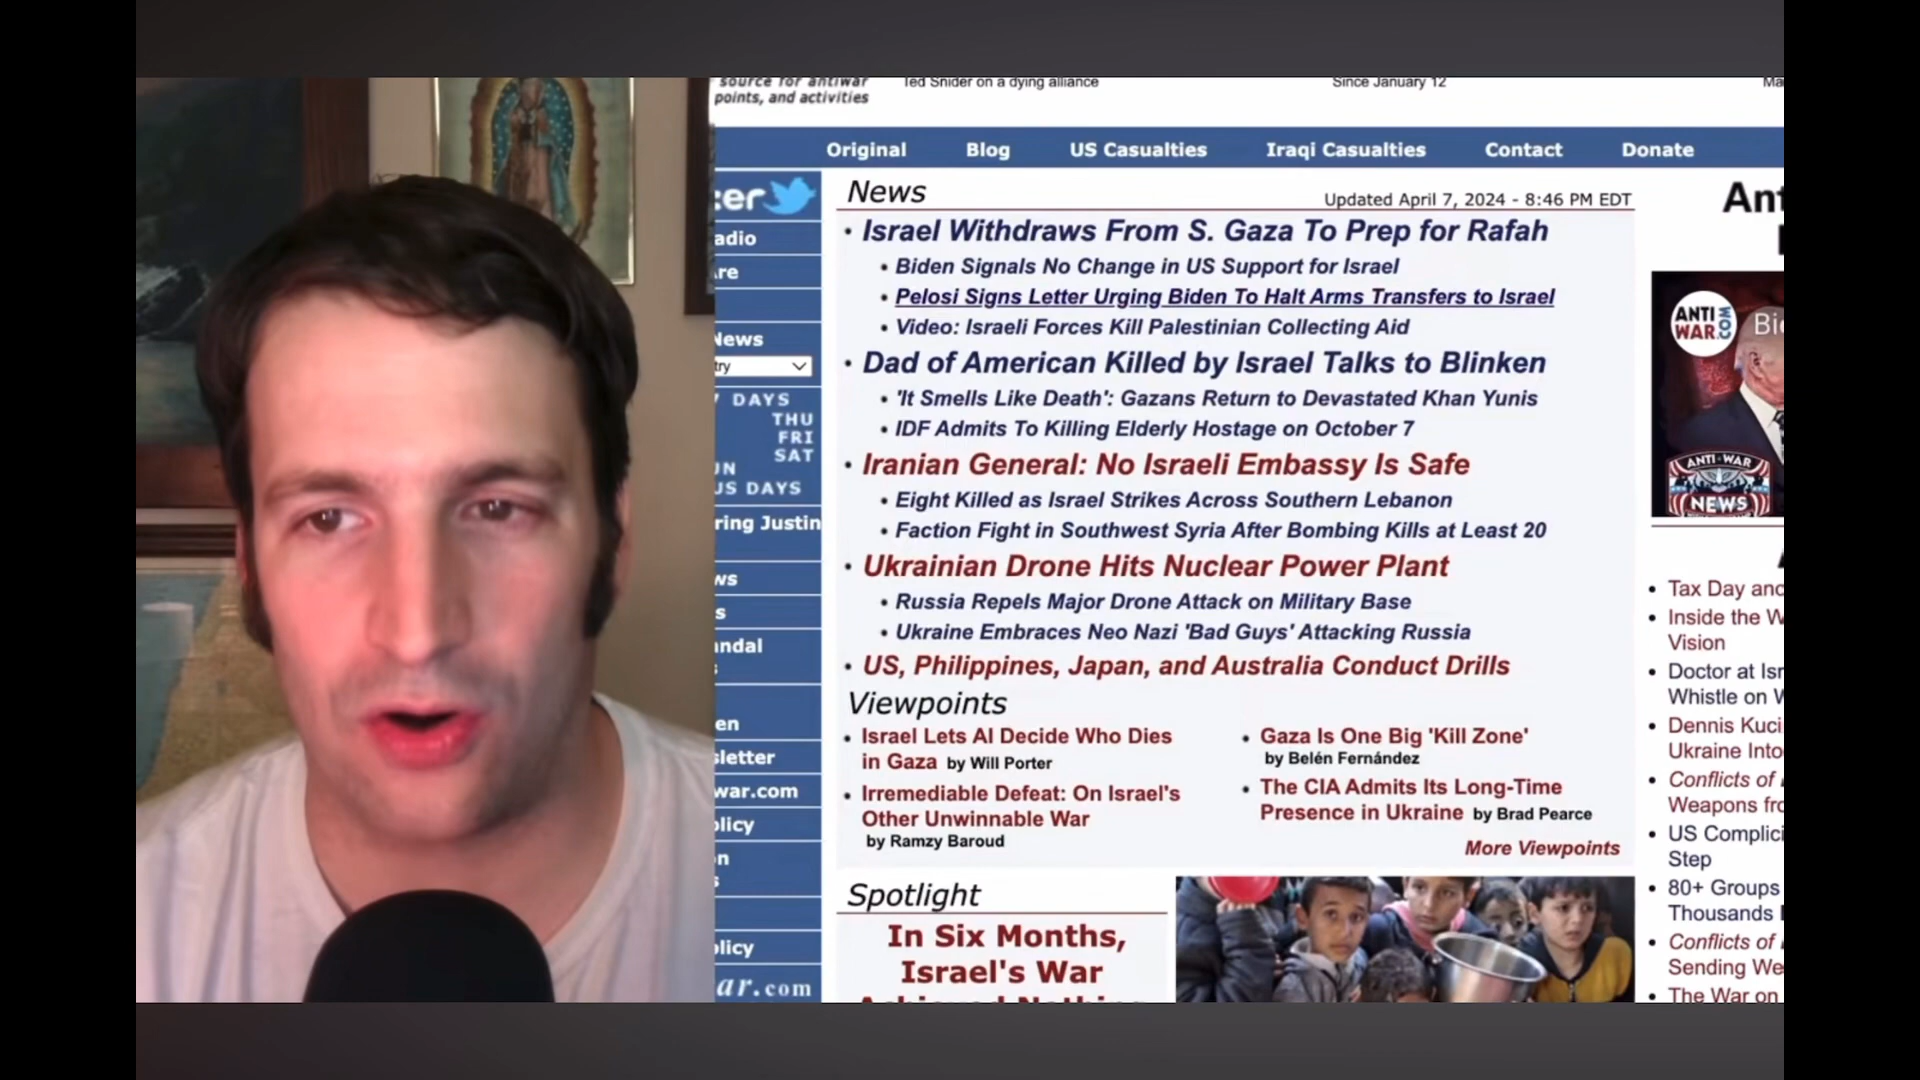 source for antiwar
points, and activities
Ted Snider on a dying alliance
Since January 12
Original Blog US Casualties Iraqi Casualties Contact Donate
News
Updated April 7, 2024 - 8:46 PM EDT
• Israel Withdraws From S. Gaza To Prep for Rafah
• Biden Signals No Change in US Support for Israel
• Pelosi Signs Letter Urging Biden To Halt Arms Transfers to Israel
• Video: Israeli Forces Kill Palestinian Collecting Aid
• Dad of American Killed by Israel Talks to Blinken
• 'It Smells Like Death': Gazans Return to Devastated Khan Yunis
• IDF Admits To Killing Elderly Hostage on October 7
• Iranian General: No Israeli Embassy Is Safe
• Eight Killed as Israel Strikes Across Southern Lebanon
• Faction Fight in Southwest Syria After Bombing Kills at Least 20
• Ukrainian Drone Hits Nuclear Power Plant
• Russia Repels Major Drone Attack on Military Base
• Ukraine Embraces Neo Nazi 'Bad Guys' Attacking Russia
• US, Philippines, Japan, and Australia Conduct Drills
Viewpoints
• Israel Lets AI Decide Who Dies
in Gaza by Will Porter
• Irremediable Defeat: On Israel's
Other Unwinnable War
by Ramzy Baroud
• Gaza Is One Big 'Kill Zone'
by Belén Fernández
• The CIA Admits Its Long-Time
Presence in Ukraine by Brad Pearce
More Viewpoints
Spotlight
In Six Months,
Israel's War
Achieved Nothing
News
7 DAYS
THU
FRI
SAT
DAYS
Justin
.com
ANTI
WAR.COM
ANTI-WAR
NEWS
• Tax Day and
• Inside the
Vision
• Doctor at
Whistle on
• Dennis
Ukraine
• Conflicts of
Weapons
• US
Step
• 80+ Groups
Thousands
• Conflicts of
Sending
• The War on